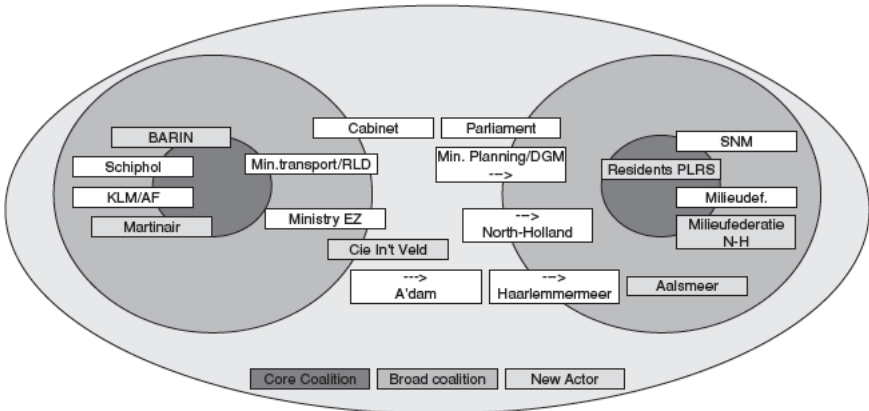 Cabinet
Parliament
BARIN
SNM
Schiphol
Min.transport/RLD
Min. Planning/DGM
--->
Residents PLRS
KLM/AF
Milieudef.
Martinair
Ministry EZ
--->
North-Holland
Milieufederatie
N-H
Cie In't Veld
--->
A'dam
--->
Haarlemmermeer
Aalsmeer
Core Coalition
Broad coalition
New Actor